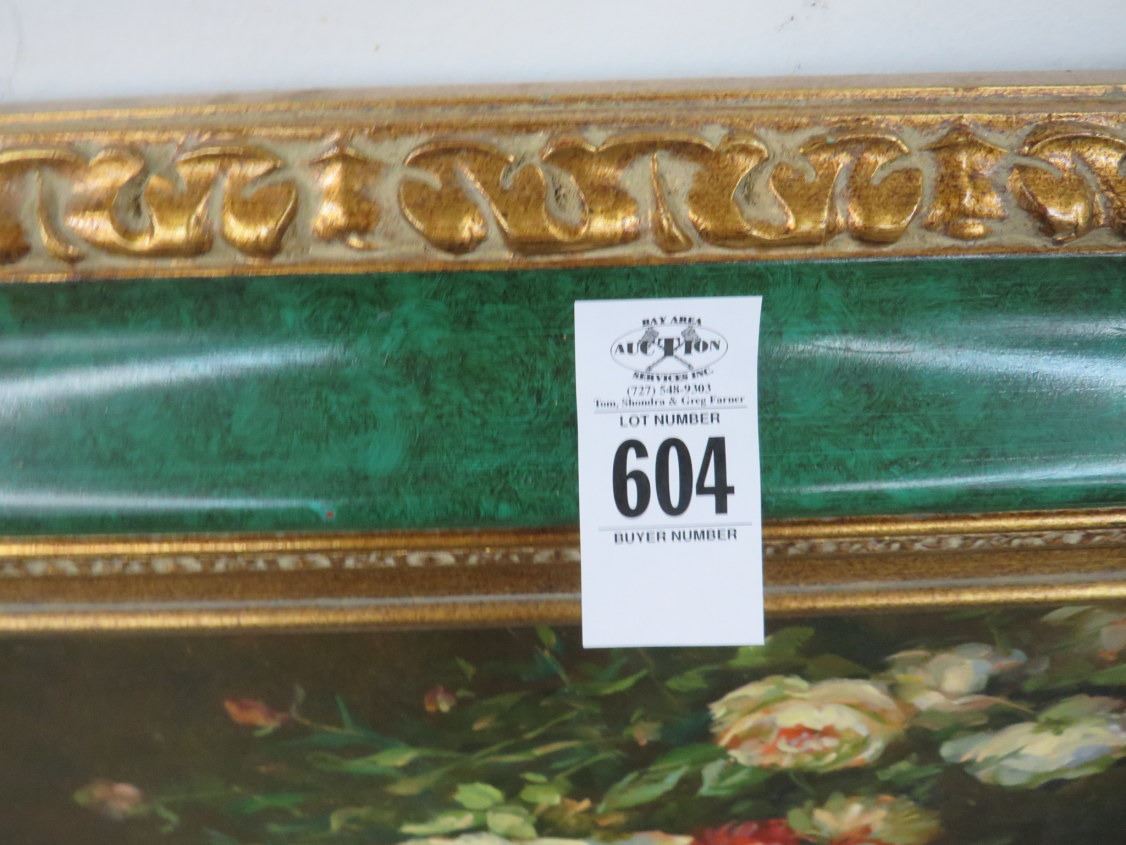 BAY AREA
AUCTION
SERVICES INC.
(727) 548-9303
Tom, Shondra & Greg Farner
LOT NUMBER
604
BUYER NUMBER